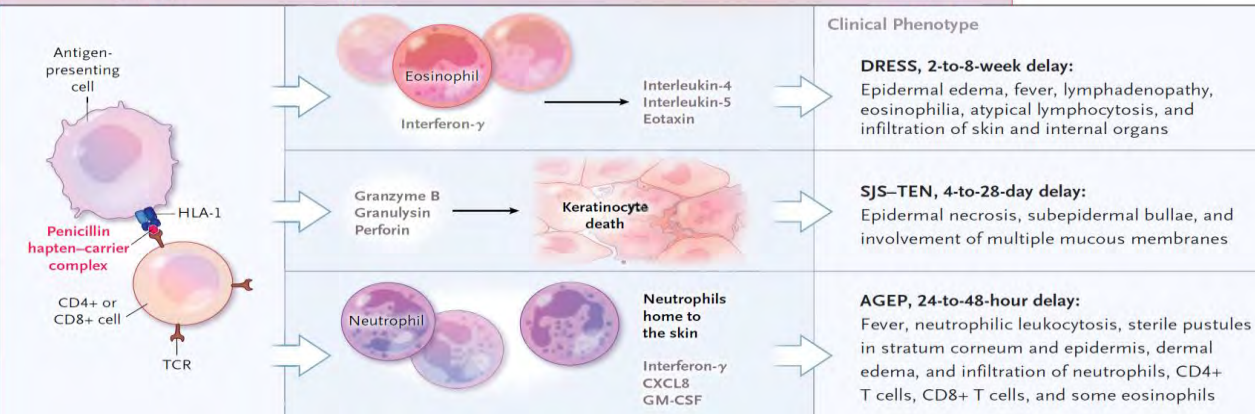 Antigen-
presenting
cell
HLA-1
Penicillin
hapten–carrier
complex
CD4+ or
CD8+ cell
TCR
Eosinophil
Interferon-γ
Interleukin-4
Interleukin-5
Eotaxin
Granzyme B
Granulysin
Perforin
Keratinocyte
death
Neutrophil
Neutrophils
home to
the skin
Interferon-γ
CXCL8
GM-CSF
Clinical Phenotype
DRESS, 2-to-8-week delay:
Epidermal edema, fever, lymphadenopathy,
eosinophilia, atypical lymphocytosis, and
infiltration of skin and internal organs
SJS–TEN, 4-to-28-day delay:
Epidermal necrosis, subepidermal bullae, and
involvement of multiple mucous membranes
AGEP, 24-to-48-hour delay:
Fever, neutrophilic leukocytosis, sterile pustules
in stratum corneum and epidermis, dermal
edema, and infiltration of neutrophils, CD4+
T cells, CD8+ T cells, and some eosinophils